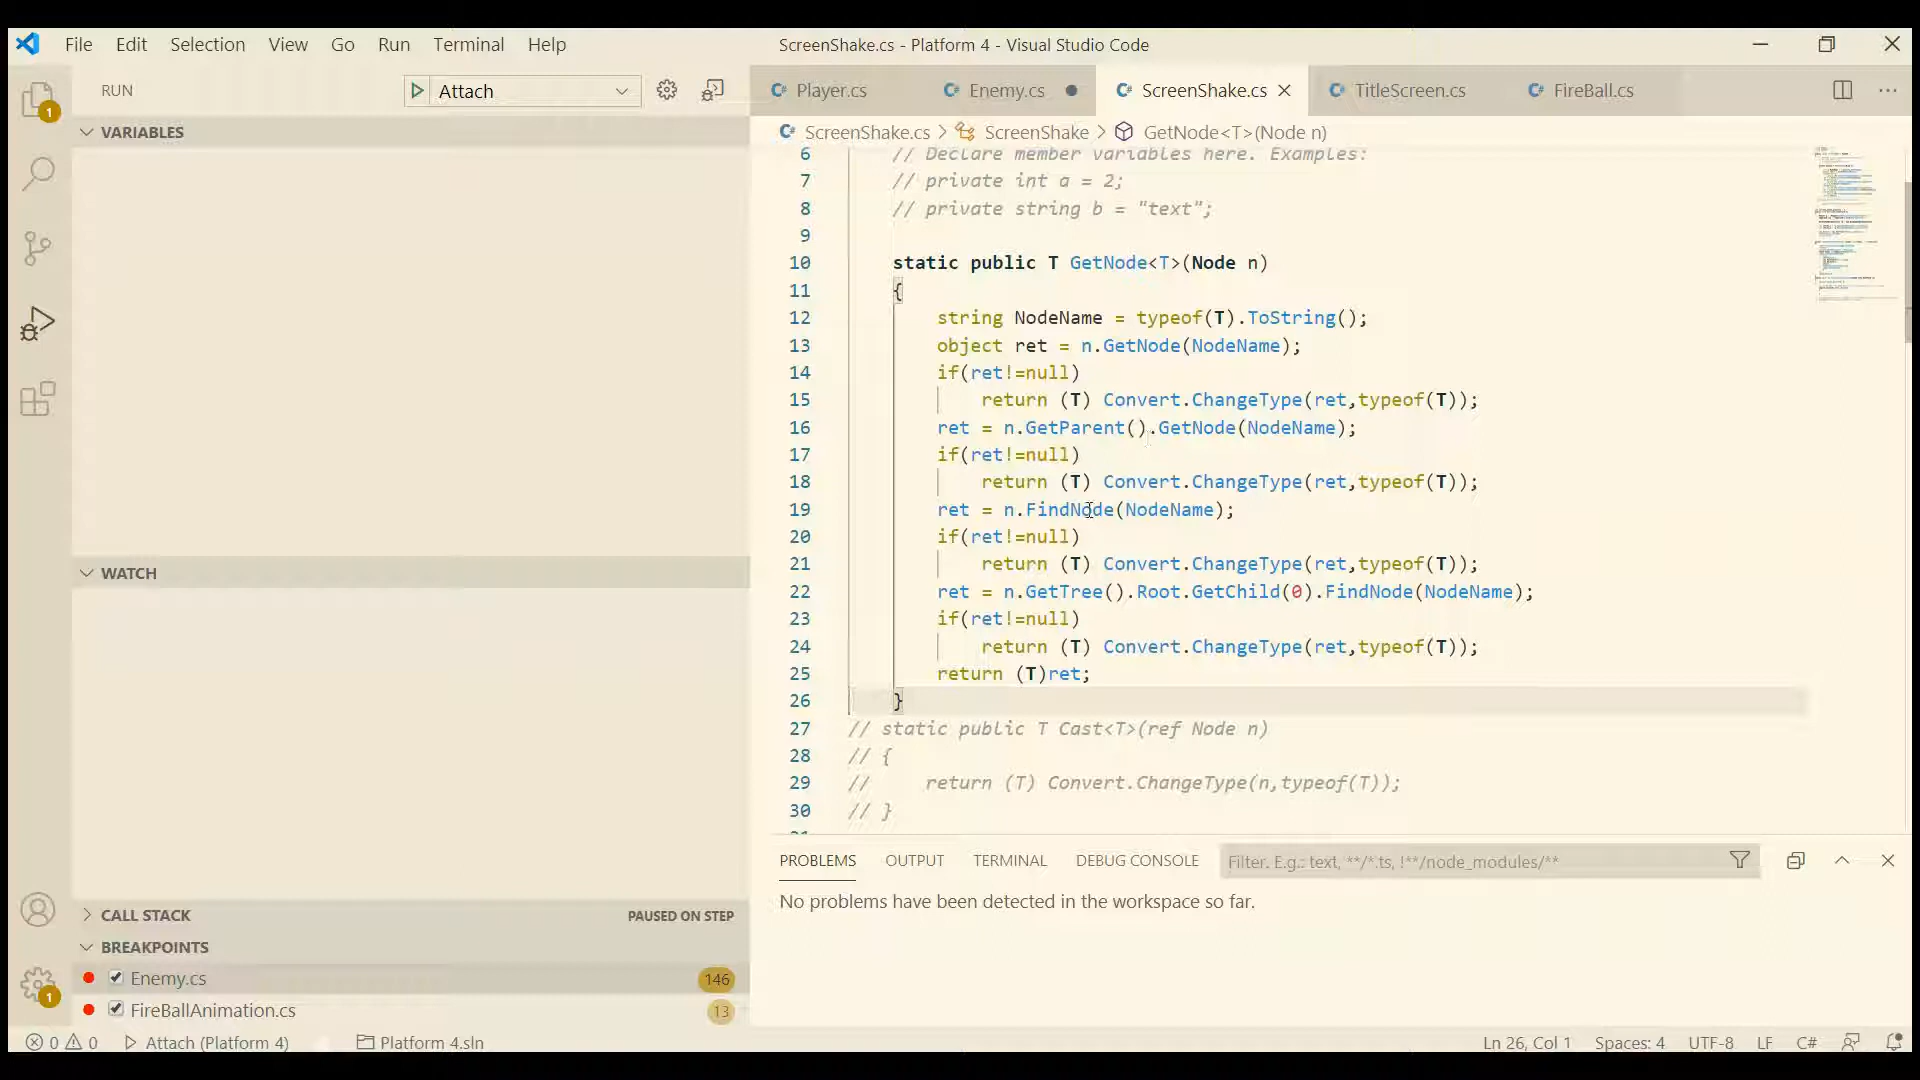 File Edit Selection View Go Run Terminal Help
ScreenShake.cs - Platform 4 - Visual Studio Code
RUN
Attach
Player.cs
Enemy.cs
ScreenShake.cs
TitleScreen.cs
FireBall.cs
1
VARIABLES
ScreenShake.cs > ScreenShake > GetNode<T>(Node n)
6 // Declare member variables here. Examples:
7 // private int a = 2;
8 // private string b = "text";
9
10 static public T GetNode<T>(Node n)
11 {
12 string NodeName = typeof(T).ToString();
13 object ret = n.GetNode(NodeName);
14 if(ret!=null)
15 return (T) Convert.ChangeType(ret,typeof(T));
16 ret = n.GetParent().GetNode(NodeName);
17 if(ret!=null)
18 return (T) Convert.ChangeType(ret,typeof(T));
19 ret = n.FindNode(NodeName);
20 if(ret!=null)
21 return (T) Convert.ChangeType(ret,typeof(T));
22 ret = n.GetTree().Root.GetChild(0).FindNode(NodeName);
23 if(ret!=null)
24 return (T) Convert.ChangeType(ret,typeof(T));
25 return (T)ret;
26 }
27 // static public T Cast<T>(ref Node n)
28 // {
29 // return (T) Convert.ChangeType(n,typeof(T));
30 // }
WATCH
CALL STACK PAUSED ON STEP
BREAKPOINTS
Enemy.cs 146
FireBallAnimation.cs 13
1
PROBLEMS OUTPUT TERMINAL DEBUG CONSOLE
Filter. E.g.: text, **/*.ts, !**/node_modules/**
No problems have been detected in the workspace so far.
0 0 Attach (Platform 4) Platform 4.sln
Ln 26, Col 1 Spaces: 4 UTF-8 LF C#